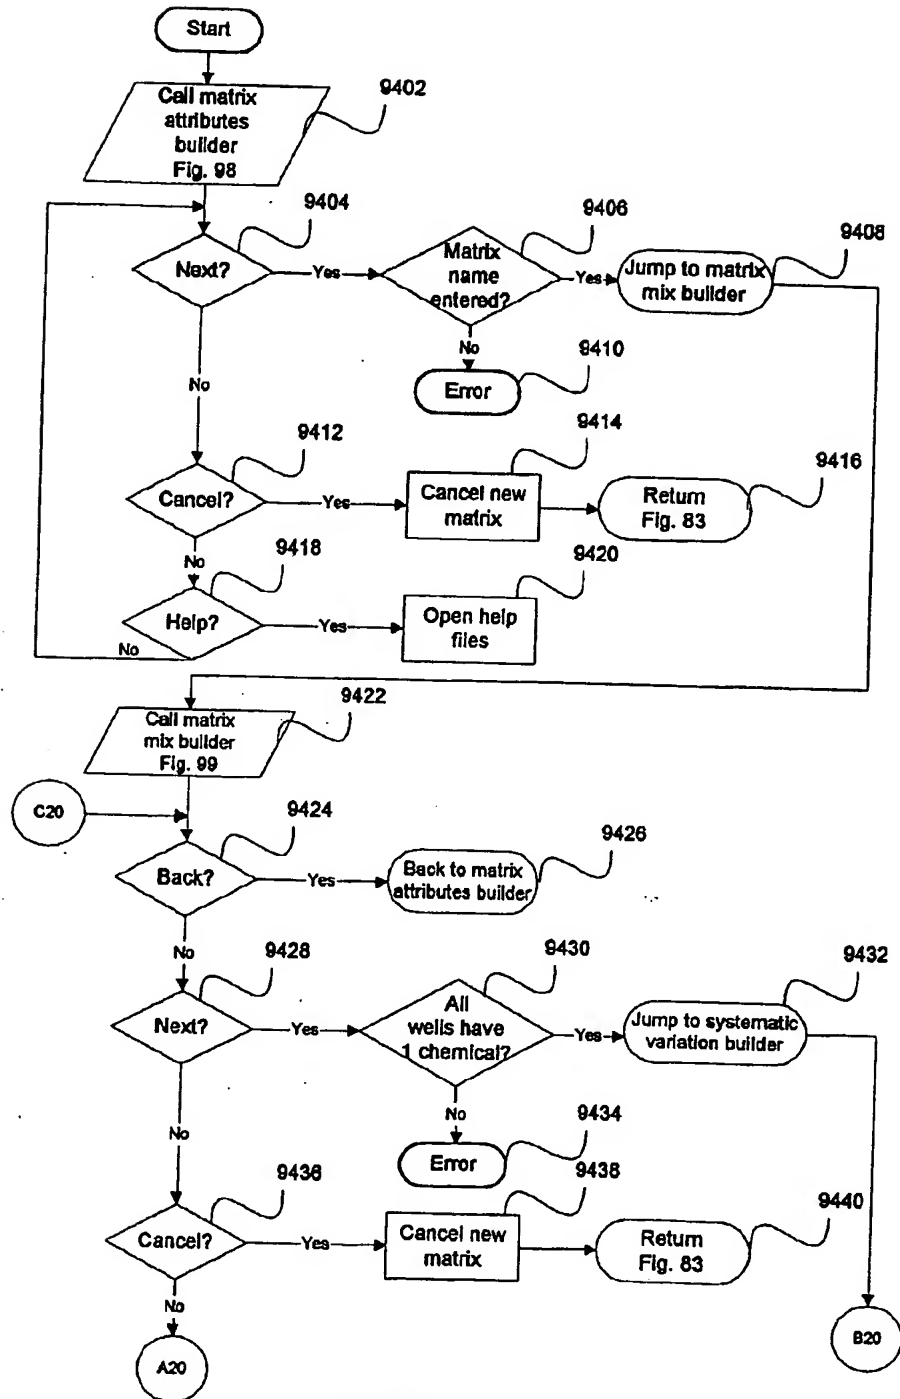 Start
9402
Call matrix
attributes
builder
Fig. 98
9404
9406
9408
Next?
Yes
Matrix
name
entered?
Yes
Jump to matrix
mix builder
No
9410
Error
No
9412
9414
9416
Cancel?
Yes
Cancel new
matrix
Return
Fig. 83
No
9418
9420
Help?
Yes
Open help
files
No
9422
Call matrix
mix builder
Fig. 99
C20
9424
9426
Back?
Yes
Back to matrix
attributes builder
No
9428
9430
9432
Next?
Yes
All
wells have
1 chemical?
Yes
Jump to systematic
variation builder
No
9434
Error
No
9436
9438
9440
Cancel?
Yes
Cancel new
matrix
Return
Fig. 83
No
A20
B20